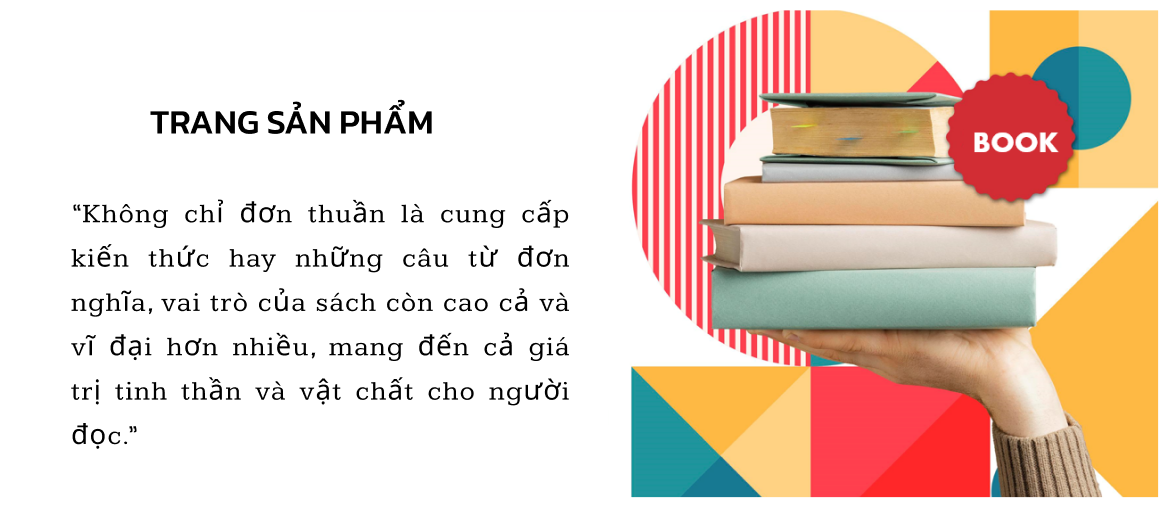 TRANG SẢN PHẨM
“Không chỉ đơn thuần là cung cấp
kiến thức hay những câu từ đơn
nghĩa, vai trò của sách còn cao cả và
vĩ đại hơn nhiều, mang đến cả giá
trị tinh thần và vật chất cho người
đọc.”
BOOK